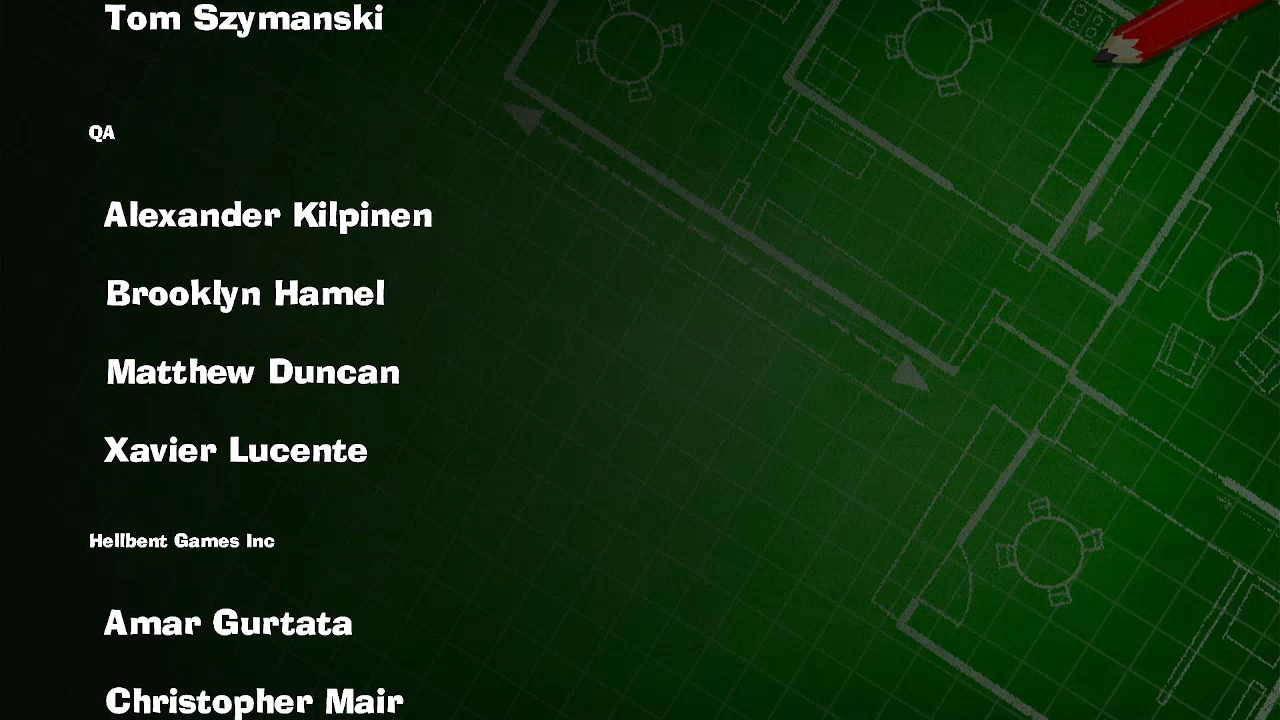 Tom Szymanski
QA
Alexander Kilpinen
Brooklyn Hamel
Matthew Duncan
Xavier Lucente
Hellbent Games Inc
Amar Gurtata
Christopher Mair